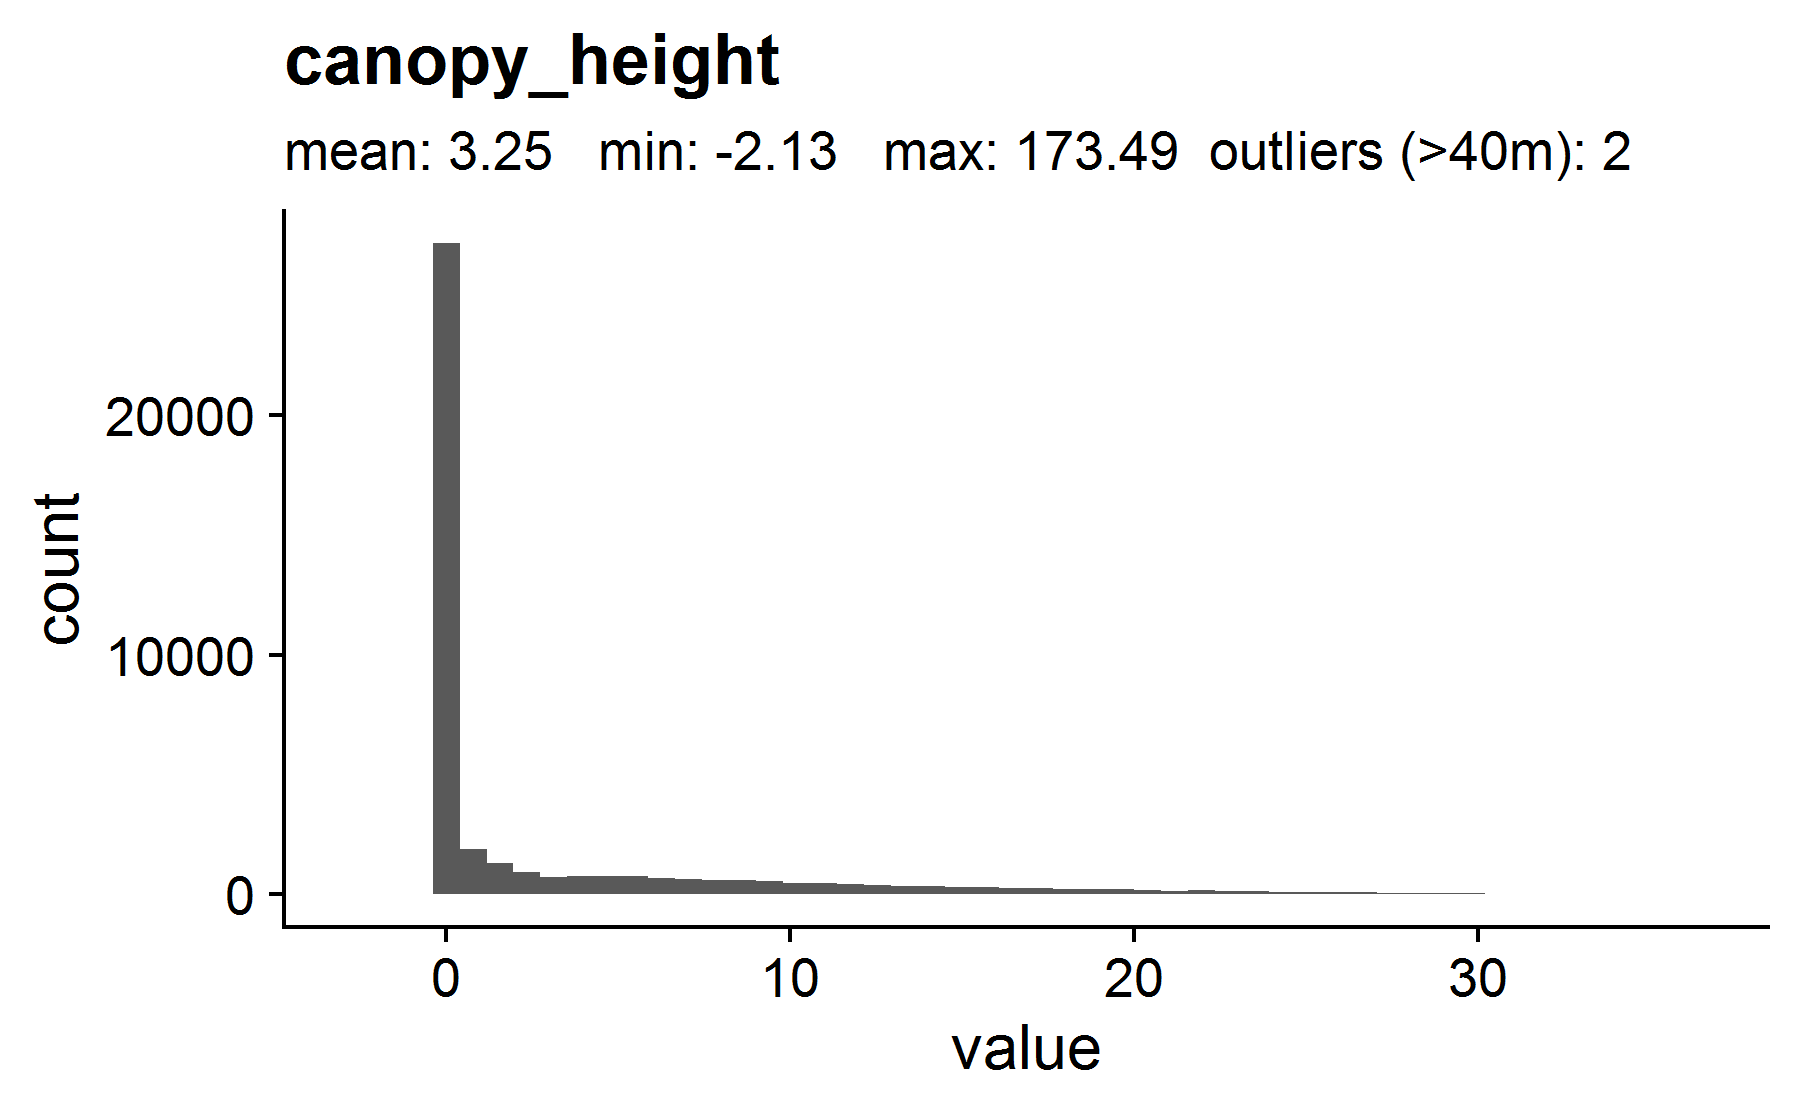 canopy_height
mean: 3.25 min: -2.13 max: 173.49 outliers (>40m): 2
20000
10000
0
count
0 10 20 30
value